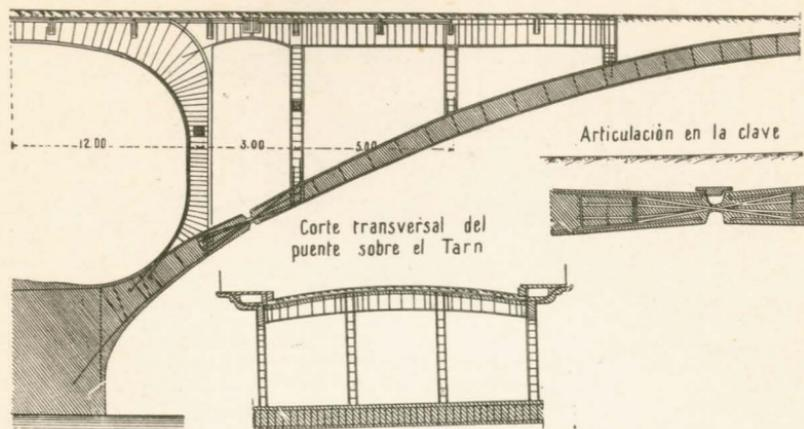 12.00
3.00
5.00
Articulación en la clave
Corte transversal del
puente sobre el Tarn